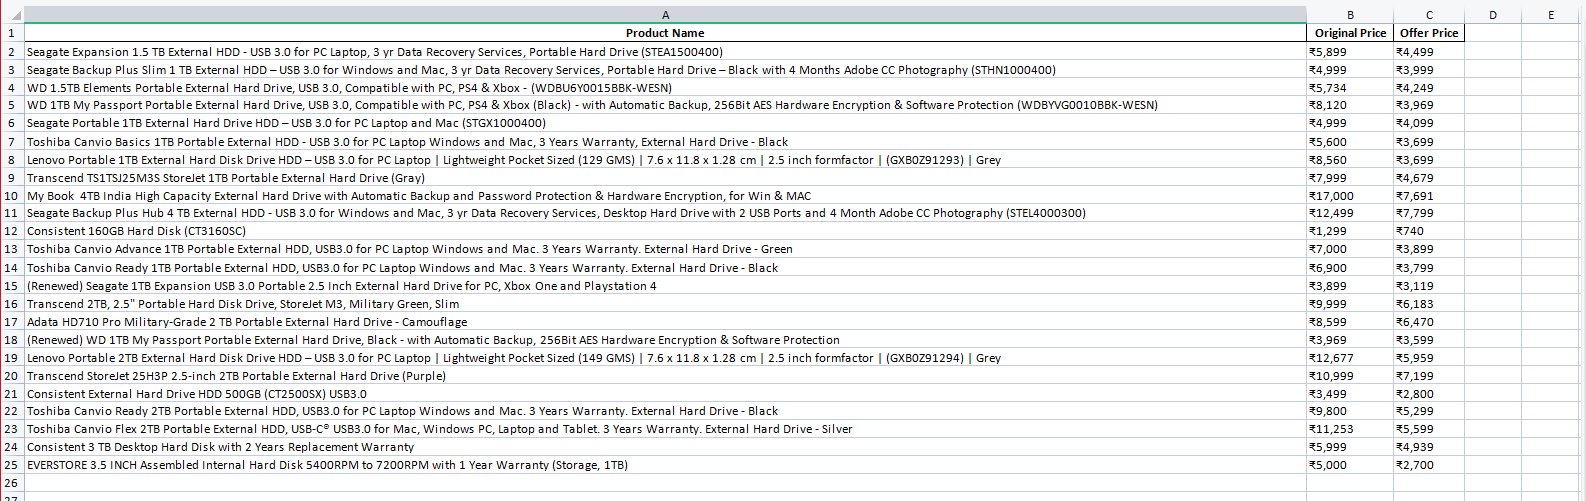 A B C D E
1 Product Name Original Price Offer Price
2 Seagate Expansion 1.5 TB External HDD - USB 3.0 for PC Laptop, 3 yr Data Recovery Services, Portable Hard Drive (STEA1500400) ₹5,899 ₹4,499
3 Seagate Backup Plus Slim 1 TB External HDD – USB 3.0 for Windows and Mac, 3 yr Data Recovery Services, Portable Hard Drive – Black with 4 Months Adobe CC Photography (STHN1000400) ₹4,999 ₹3,999
4 WD 1.5TB Elements Portable External Hard Drive, USB 3.0, Compatible with PC, PS4 & Xbox - (WDBU6Y0015BBK-WESN) ₹5,734 ₹4,249
5 WD 1TB My Passport Portable External Hard Drive, USB 3.0, Compatible with PC, PS4 & Xbox (Black) - with Automatic Backup, 256Bit AES Hardware Encryption & Software Protection (WDBYVG0010BBK-WESN) ₹8,120 ₹3,969
6 Seagate Portable 1TB External Hard Drive HDD – USB 3.0 for PC Laptop and Mac (STGX1000400) ₹4,999 ₹4,099
7 Toshiba Canvio Basics 1TB Portable External HDD - USB 3.0 for PC Laptop Windows and Mac, 3 Years Warranty, External Hard Drive - Black ₹5,600 ₹3,699
8 Lenovo Portable 1TB External Hard Disk Drive HDD – USB 3.0 for PC Laptop | Lightweight Pocket Sized (129 GMS) | 7.6 x 11.8 x 1.28 cm | 2.5 inch formfactor | (GXB0Z91293) | Grey ₹8,560 ₹3,699
9 Transcend TS1TSJ25M3S StoreJet 1TB Portable External Hard Drive (Gray) ₹7,999 ₹4,679
10 My Book  4TB India High Capacity External Hard Drive with Automatic Backup and Password Protection & Hardware Encryption, for Win & MAC ₹17,000 ₹7,691
11 Seagate Backup Plus Hub 4 TB External HDD - USB 3.0 for Windows and Mac, 3 yr Data Recovery Services, Desktop Hard Drive with 2 USB Ports and 4 Month Adobe CC Photography (STEL4000300) ₹12,499 ₹7,799
12 Consistent 160GB Hard Disk (CT3160SC) ₹1,299 ₹740
13 Toshiba Canvio Advance 1TB Portable External HDD, USB3.0 for PC Laptop Windows and Mac. 3 Years Warranty. External Hard Drive - Green ₹7,000 ₹3,899
14 Toshiba Canvio Ready 1TB Portable External HDD, USB3.0 for PC Laptop Windows and Mac. 3 Years Warranty. External Hard Drive - Black ₹6,900 ₹3,799
15 (Renewed) Seagate 1TB Expansion USB 3.0 Portable 2.5 Inch External Hard Drive for PC, Xbox One and Playstation 4 ₹3,899 ₹3,119
16 Transcend 2TB, 2.5" Portable Hard Disk Drive, StoreJet M3, Military Green, Slim ₹9,999 ₹6,183
17 Adata HD710 Pro Military-Grade 2 TB Portable External Hard Drive - Camouflage ₹8,599 ₹6,470
18 (Renewed) WD 1TB My Passport Portable External Hard Drive, Black - with Automatic Backup, 256Bit AES Hardware Encryption & Software Protection ₹3,969 ₹3,599
19 Lenovo Portable 2TB External Hard Disk Drive HDD – USB 3.0 for PC Laptop | Lightweight Pocket Sized (149 GMS) | 7.6 x 11.8 x 1.28 cm | 2.5 inch formfactor | (GXB0Z91294) | Grey ₹12,677 ₹5,959
20 Transcend StoreJet 25H3P 2.5-inch 2TB Portable External Hard Drive (Purple) ₹10,999 ₹7,199
21 Consistent External Hard Drive HDD 500GB (CT2500SX) USB3.0 ₹3,499 ₹2,800
22 Toshiba Canvio Ready 2TB Portable External HDD, USB3.0 for PC Laptop Windows and Mac. 3 Years Warranty. External Hard Drive - Black ₹9,800 ₹5,299
23 Toshiba Canvio Flex 2TB Portable External HDD, USB-C® USB3.0 for Mac, Windows PC, Laptop and Tablet. 3 Years Warranty. External Hard Drive - Silver ₹11,253 ₹5,599
24 Consistent 3 TB Desktop Hard Disk with 2 Years Replacement Warranty ₹5,999 ₹4,939
25 EVERSTORE 3.5 INCH Assembled Internal Hard Disk 5400RPM to 7200RPM with 1 Year Warranty (Storage, 1TB) ₹5,000 ₹2,700
26
27